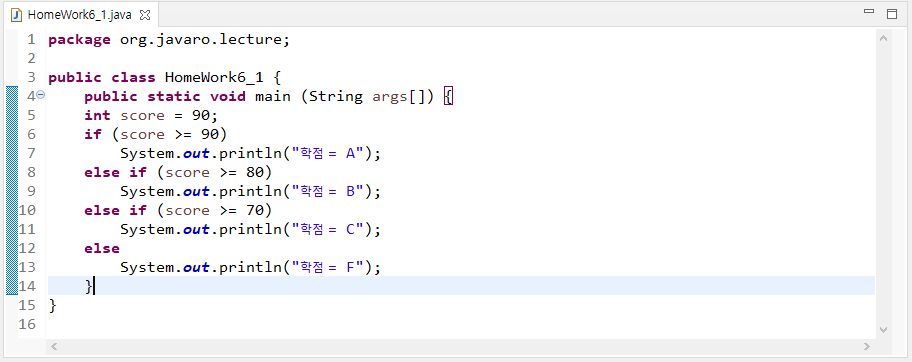 HomeWork6_1.java
1 package org.javaro.lecture;
2
3 public class HomeWork6_1 {
4     public static void main (String args[]) {
5     int score = 90;
6     if (score >= 90)
7         System.out.println("학점 = A");
8     else if (score >= 80)
9         System.out.println("학점 = B");
10     else if (score >= 70)
11         System.out.println("학점 = C");
12     else
13         System.out.println("학점 = F");
14     }
15 }
16